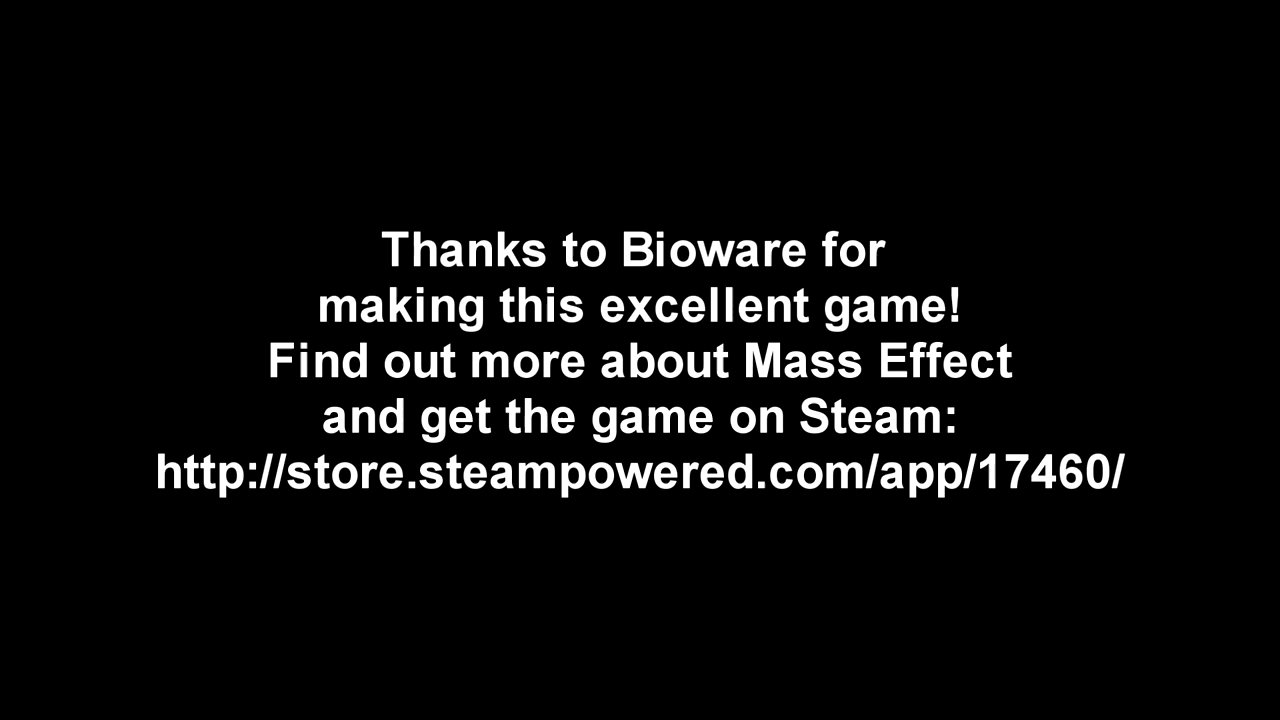 Thanks to Bioware for
making this excellent game!
Find out more about Mass Effect
and get the game on Steam:
http://store.steampowered.com/app/17460/